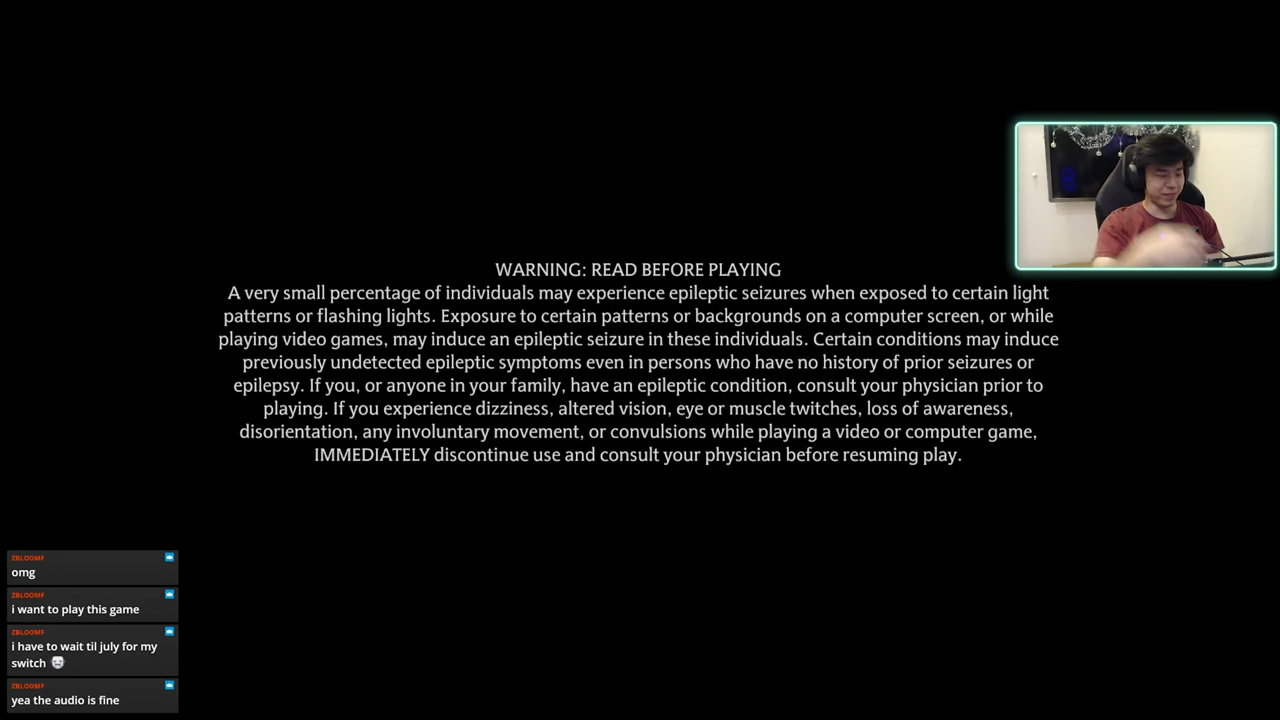 WARNING: READ BEFORE PLAYING
A very small percentage of individuals may experience epileptic seizures when exposed to certain light
patterns or flashing lights. Exposure to certain patterns or backgrounds on a computer screen, or while
playing video games, may induce an epileptic seizure in these individuals. Certain conditions may induce
previously undetected epileptic symptoms even in persons who have no history of prior seizures or
epilepsy. If you, or anyone in your family, have an epileptic condition, consult your physician prior to
playing. If you experience dizziness, altered vision, eye or muscle twitches, loss of awareness,
disorientation, any involuntary movement, or convulsions while playing a video or computer game,
IMMEDIATELY discontinue use and consult your physician before resuming play.
ZBLOOMF
omg
ZBLOOMF
i want to play this game
ZBLOOMF
i have to wait til july for my
switch
ZBLOOMF
yea the audio is fine